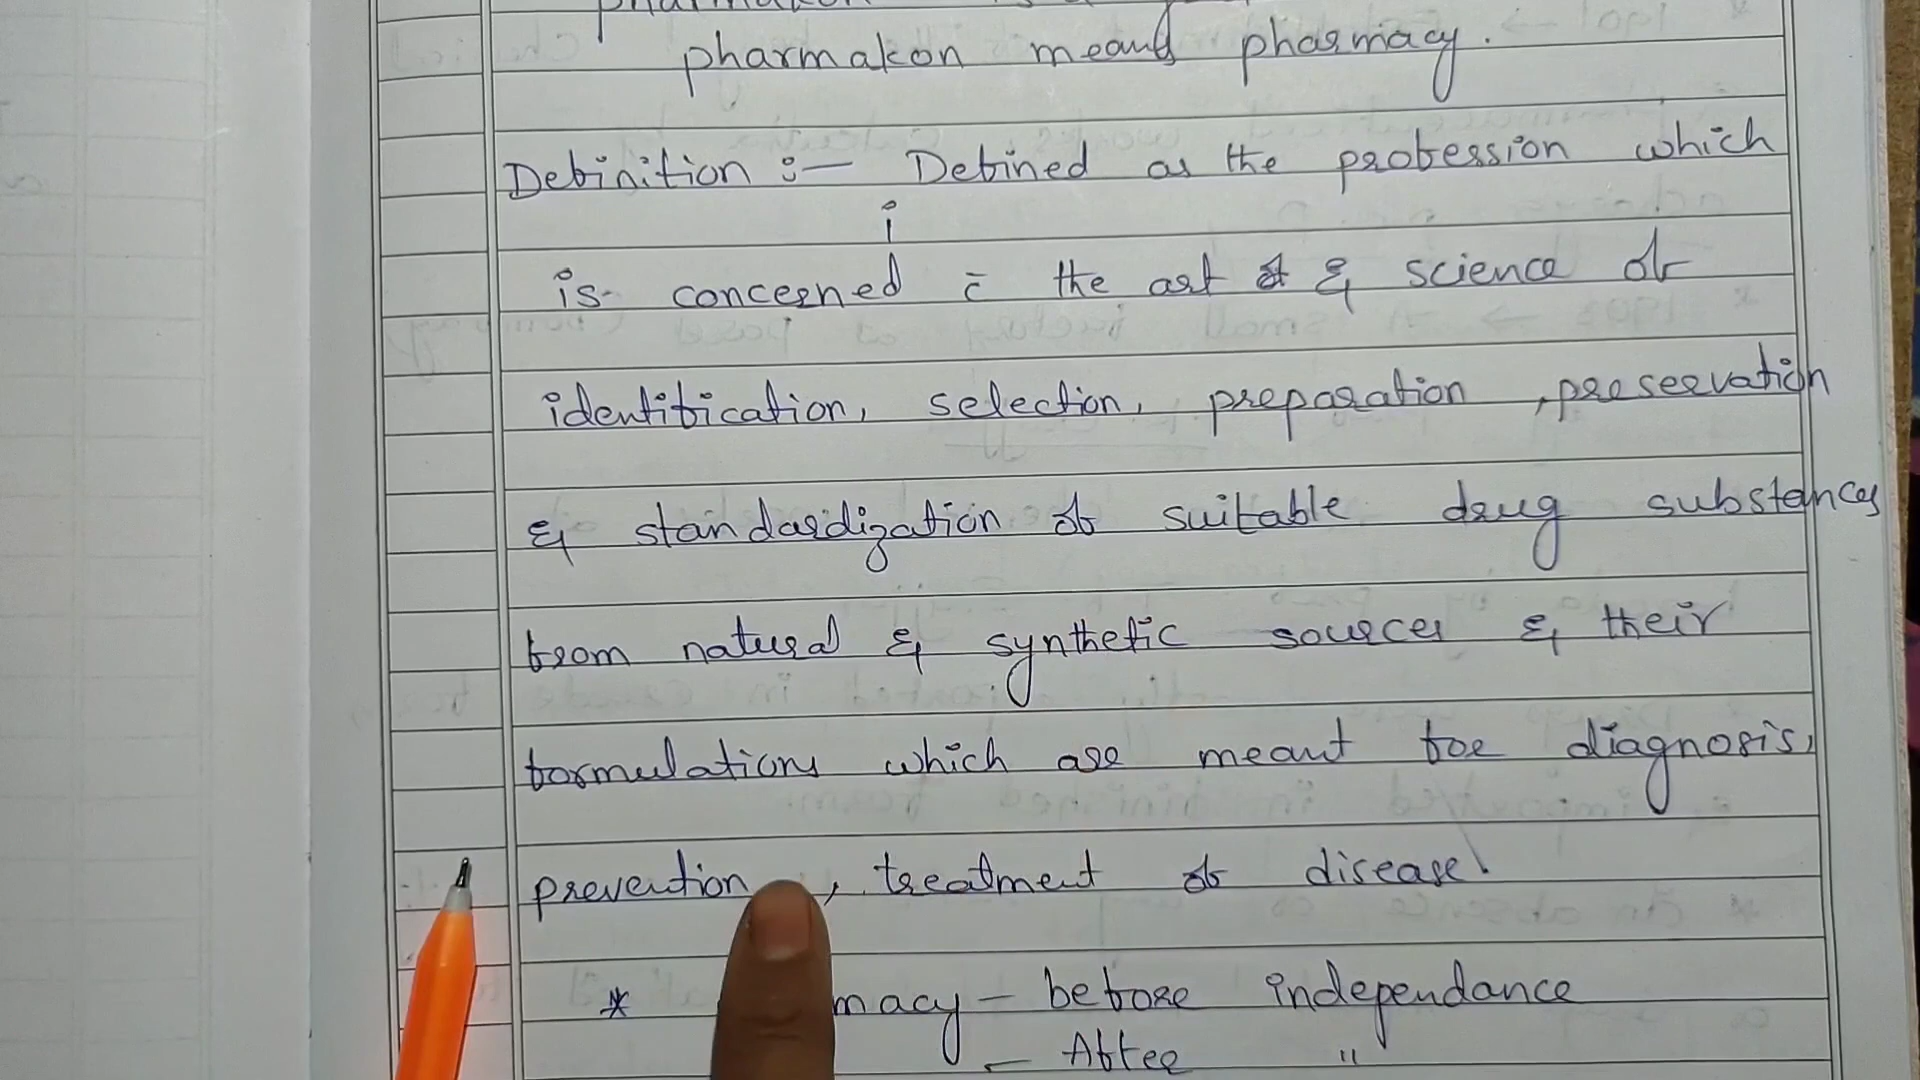 pharmakon means pharmacy.
Definition :- Defined as the profession which
is concerned c̄ the art & science of
identification, selection, preparation, preservation
& standardization of suitable drug substances
from natural & synthetic sources & their
formulations which are meant for diagnosis,
prevention, treatment of disease.
* macy - before independance
- After "